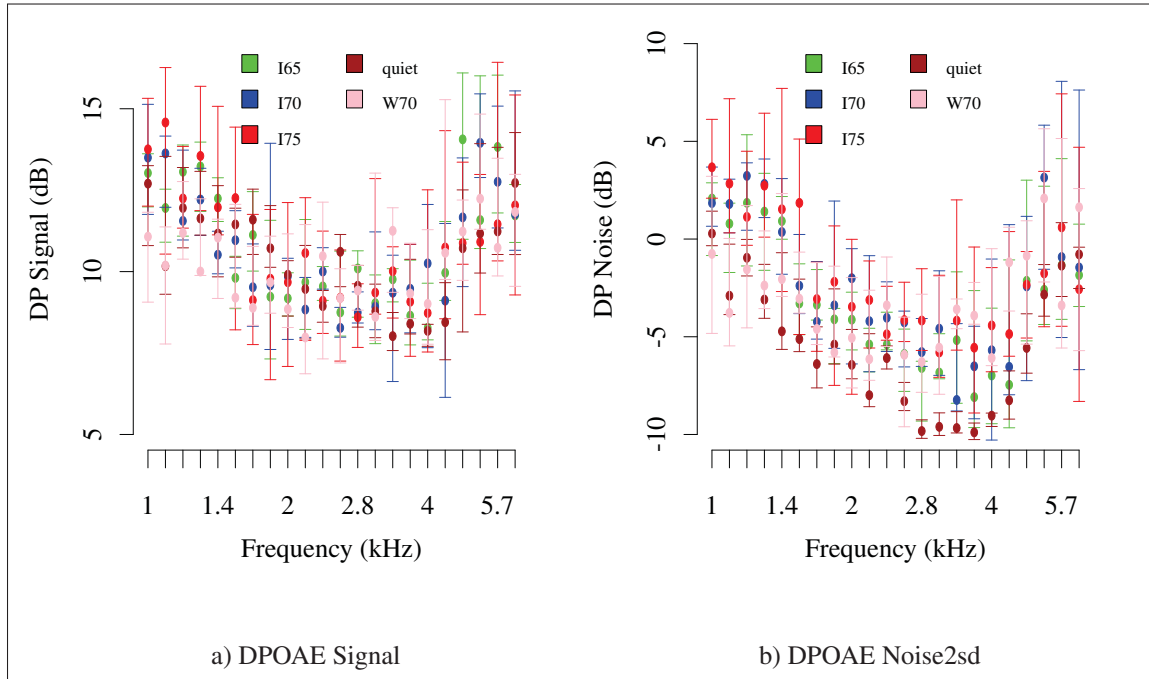 I65
I70
I75
quiet
W70
15
10
5
DP Signal (dB)
1
1.4
2
2.8
4
5.7
Frequency (kHz)
a) DPOAE Signal
I65
I70
I75
quiet
W70
10
5
0
-5
-10
DP Noise (dB)
1
1.4
2
2.8
4
5.7
Frequency (kHz)
b) DPOAE Noise2sd